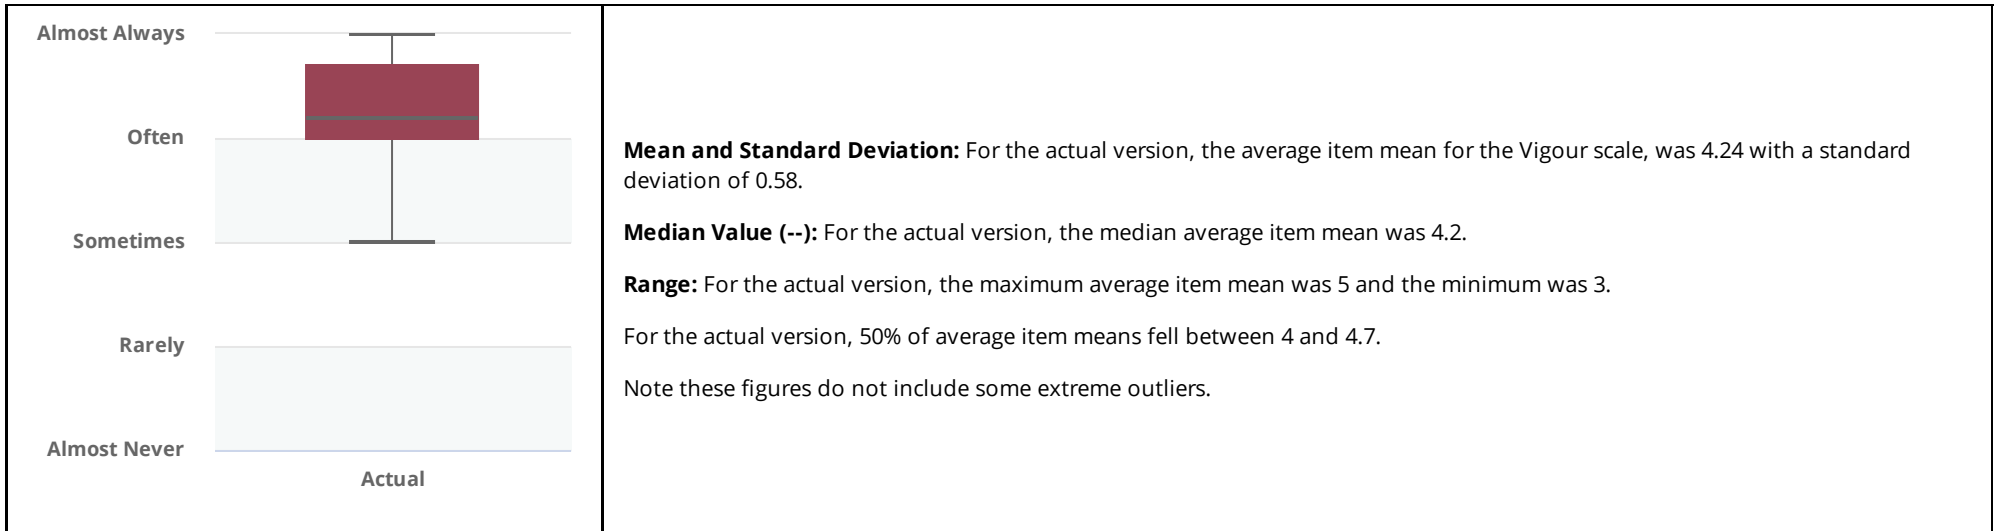 Almost Always
Often
Sometimes
Rarely
Almost Never
Actual
Mean and Standard Deviation: For the actual version, the average item mean for the Vigour scale, was 4.24 with a standard
deviation of 0.58.
Median Value (--): For the actual version, the median average item mean was 4.2.
Range: For the actual version, the maximum average item mean was 5 and the minimum was 3.
For the actual version, 50% of average item means fell between 4 and 4.7.
Note these figures do not include some extreme outliers.